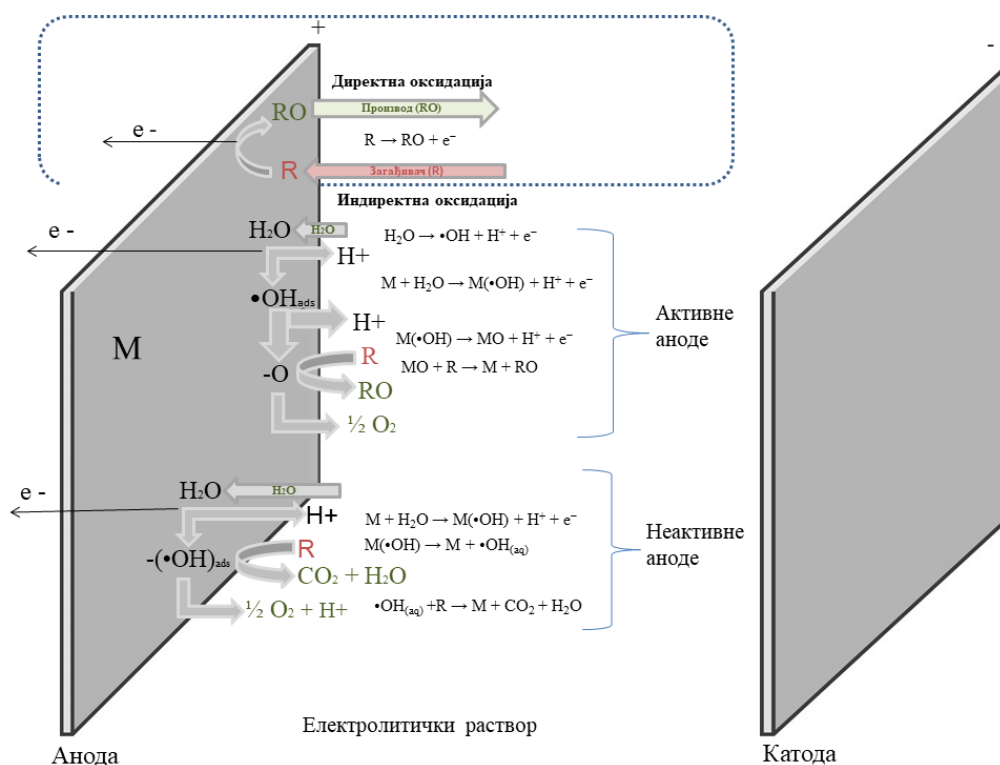 +
-
Директна оксидација
RO
Производ (RO)
e -
R → RO + e⁻
R
Загађивач (R)
Индиректна оксидација
e -
H₂O
H₂O
H₂O → •OH + H⁺ + e⁻
H+
M + H₂O → M(•OH) + H⁺ + e⁻
•OHads
H+
Активне
аноде
M
M(•OH) → MO + H⁺ + e⁻
R
MO + R → M + RO
-O
RO
½ O₂
e -
H₂O
H₂O
H+
M + H₂O → M(•OH) + H⁺ + e⁻
Неактивне
аноде
R
M(•OH) → M + •OH(aq)
-(•OH)ads
CO₂ + H₂O
½ O₂ + H+
•OH(aq) +R → M + CO₂ + H₂O
Електролитички раствор
Анода
Катода